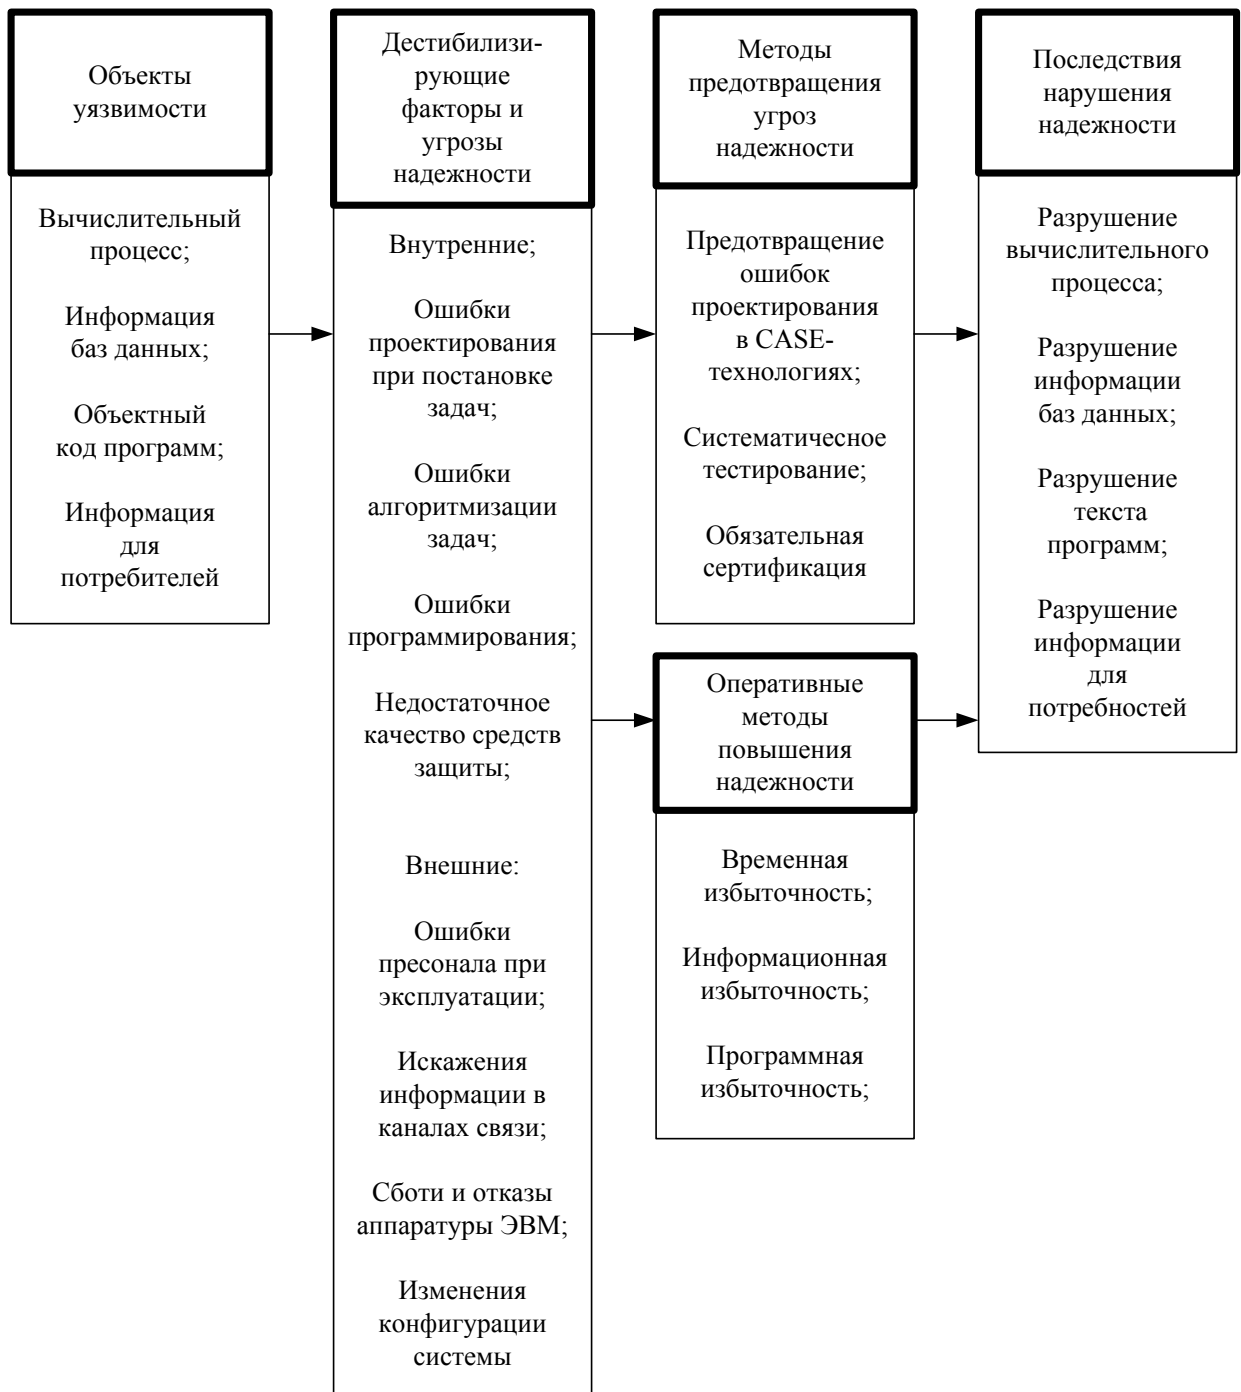 Объекты
уязвимости
Вычислительный
процесс;
Информация
баз данных;
Объектный
код программ;
Информация
для
потребителей
Дестибилизи-
рующие
факторы и
угрозы
надежности
Внутренние;
Ошибки
проектирования
при постановке
задач;
Ошибки
алгоритмизации
задач;
Ошибки
программирования;
Недостаточное
качество средств
защиты;
Внешние:
Ошибки
пресонала при
эксплуатации;
Искажения
информации в
каналах связи;
Сботи и отказы
аппаратуры ЭВМ;
Изменения
конфигурации
системы
Методы
предотвращения
угроз
надежности
Предотвращение
ошибок
проектирования
в CASE-
технологиях;
Систематическое
тестирование;
Обязательная
сертификация
Оперативные
методы
повышения
надежности
Временная
избыточность;
Информационная
избыточность;
Программная
избыточность;
Последствия
нарушения
надежности
Разрушение
вычислительного
процесса;
Разрушение
информации
баз данных;
Разрушение
текста
программ;
Разрушение
информации
для
потребностей